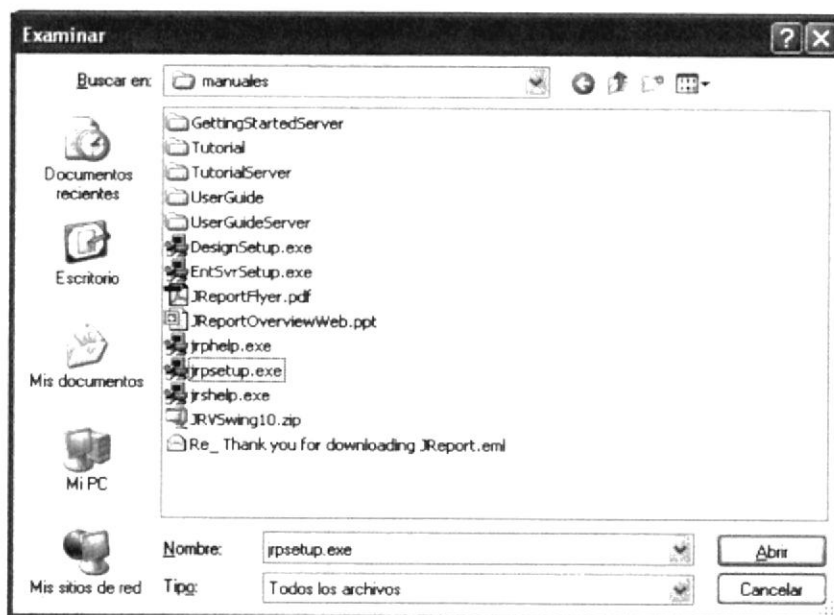 Examinar
Buscar en:
manuales
GettingStartedServer
Tutorial
TutorialServer
UserGuide
UserGuideServer
DesignSetup.exe
EntSvrSetup.exe
JReportFlyer.pdf
JReportOverviewWeb.ppt
jrphelp.exe
jrpsetup.exe
jrshelp.exe
JRVSwing10.zip
Re_ Thank you for downloading JReport.eml
Documentos
recientes
Escritorio
Mis documentos
Mi PC
Mis sitios de red
Nombre:
jrpsetup.exe
Abrir
Tipo:
Todos los archivos
Cancelar